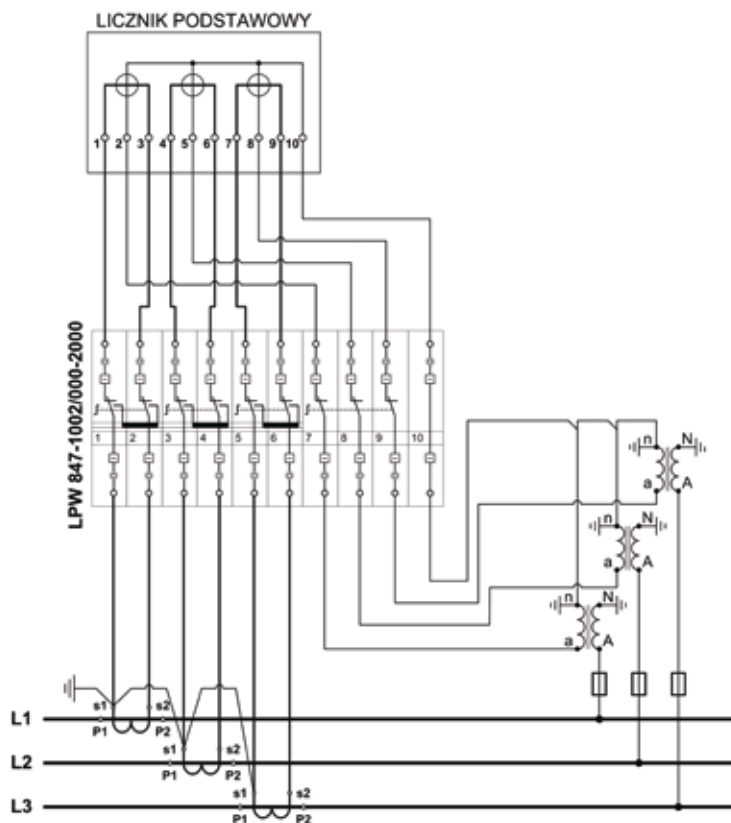 LICZNIK PODSTAWOWY
1 2 3 4 5 6 7 8 9 10
LPW 847-1002/000-2000
1 2 3 4 5 6 7 8 9 10
n N
a A
n N
a A
n N
a A
s1 s2
L1
P1 P2
s1 s2
L2
P1 P2
s1 s2
L3
P1 P2